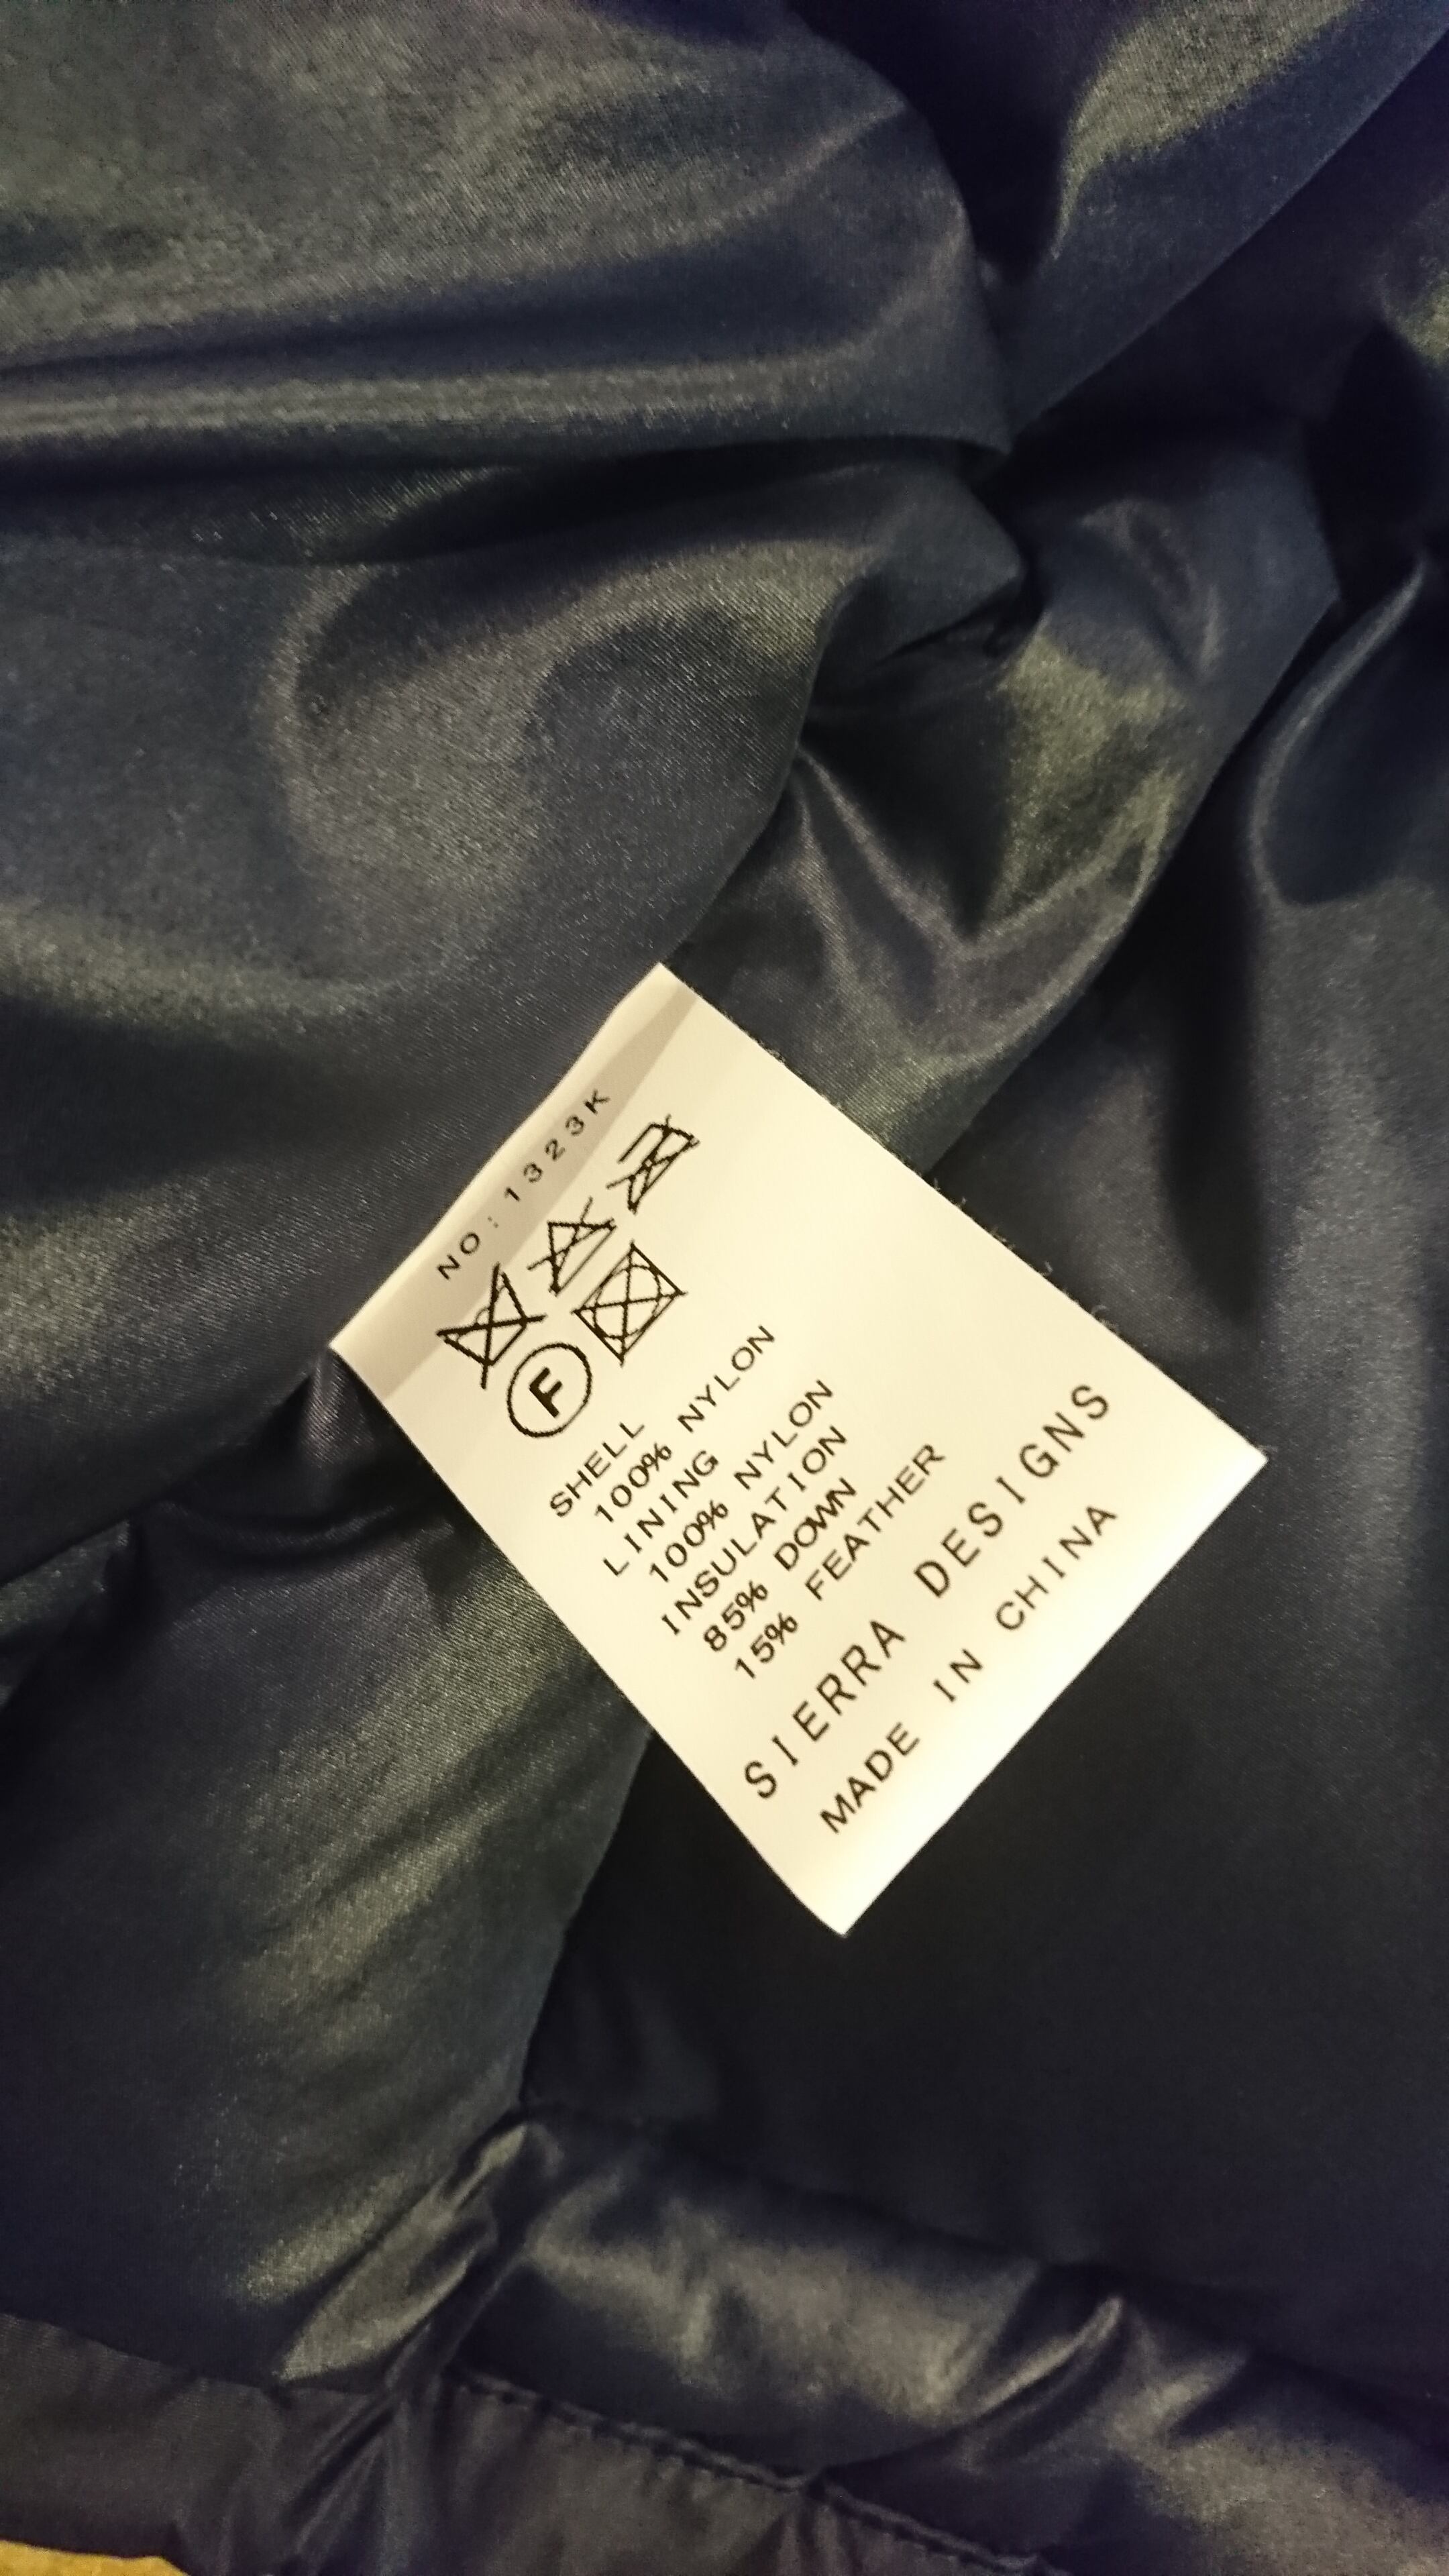 NO:1323K
F
SHELL
100% NYLON
LINING
100% NYLON
INSULATION
85% DOWN
15% FEATHER
SIERRA DESIGNS
MADE IN CHINA